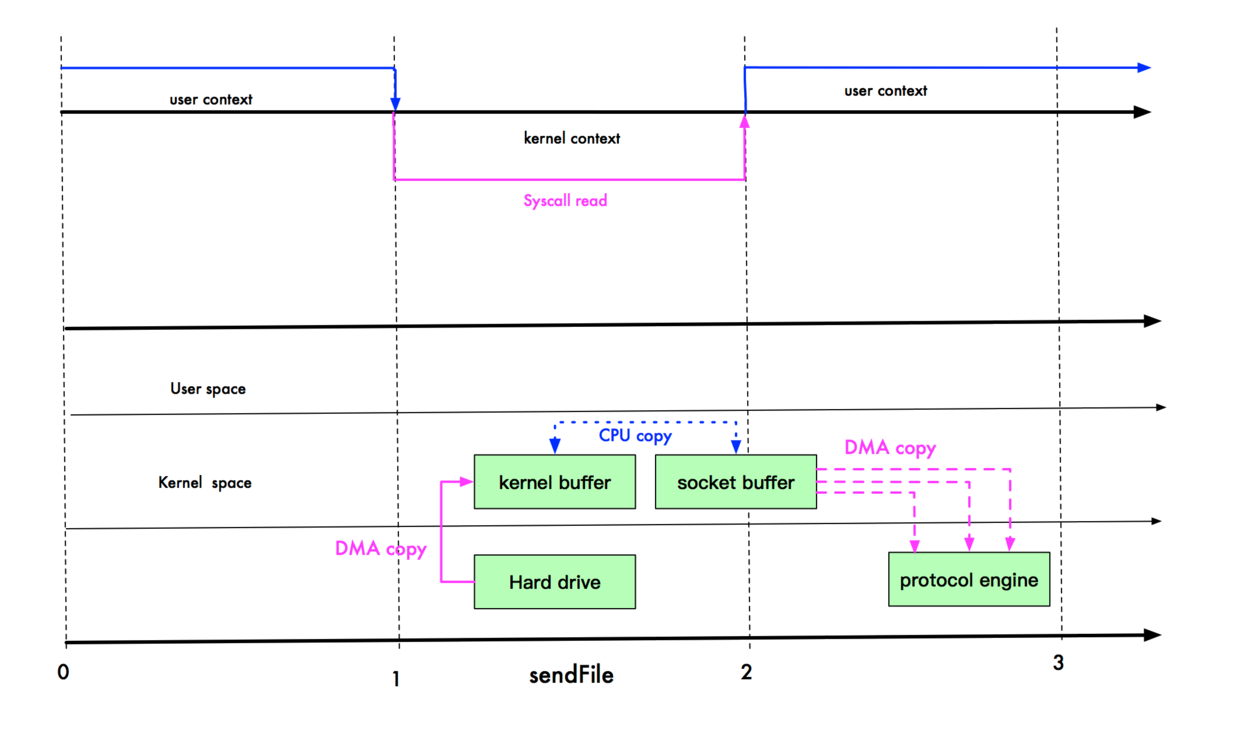 user context
user context
kernel context
Syscall read
User space
CPU copy
DMA copy
Kernel space
kernel buffer
socket buffer
DMA copy
Hard drive
protocol engine
0
1
sendFile
2
3